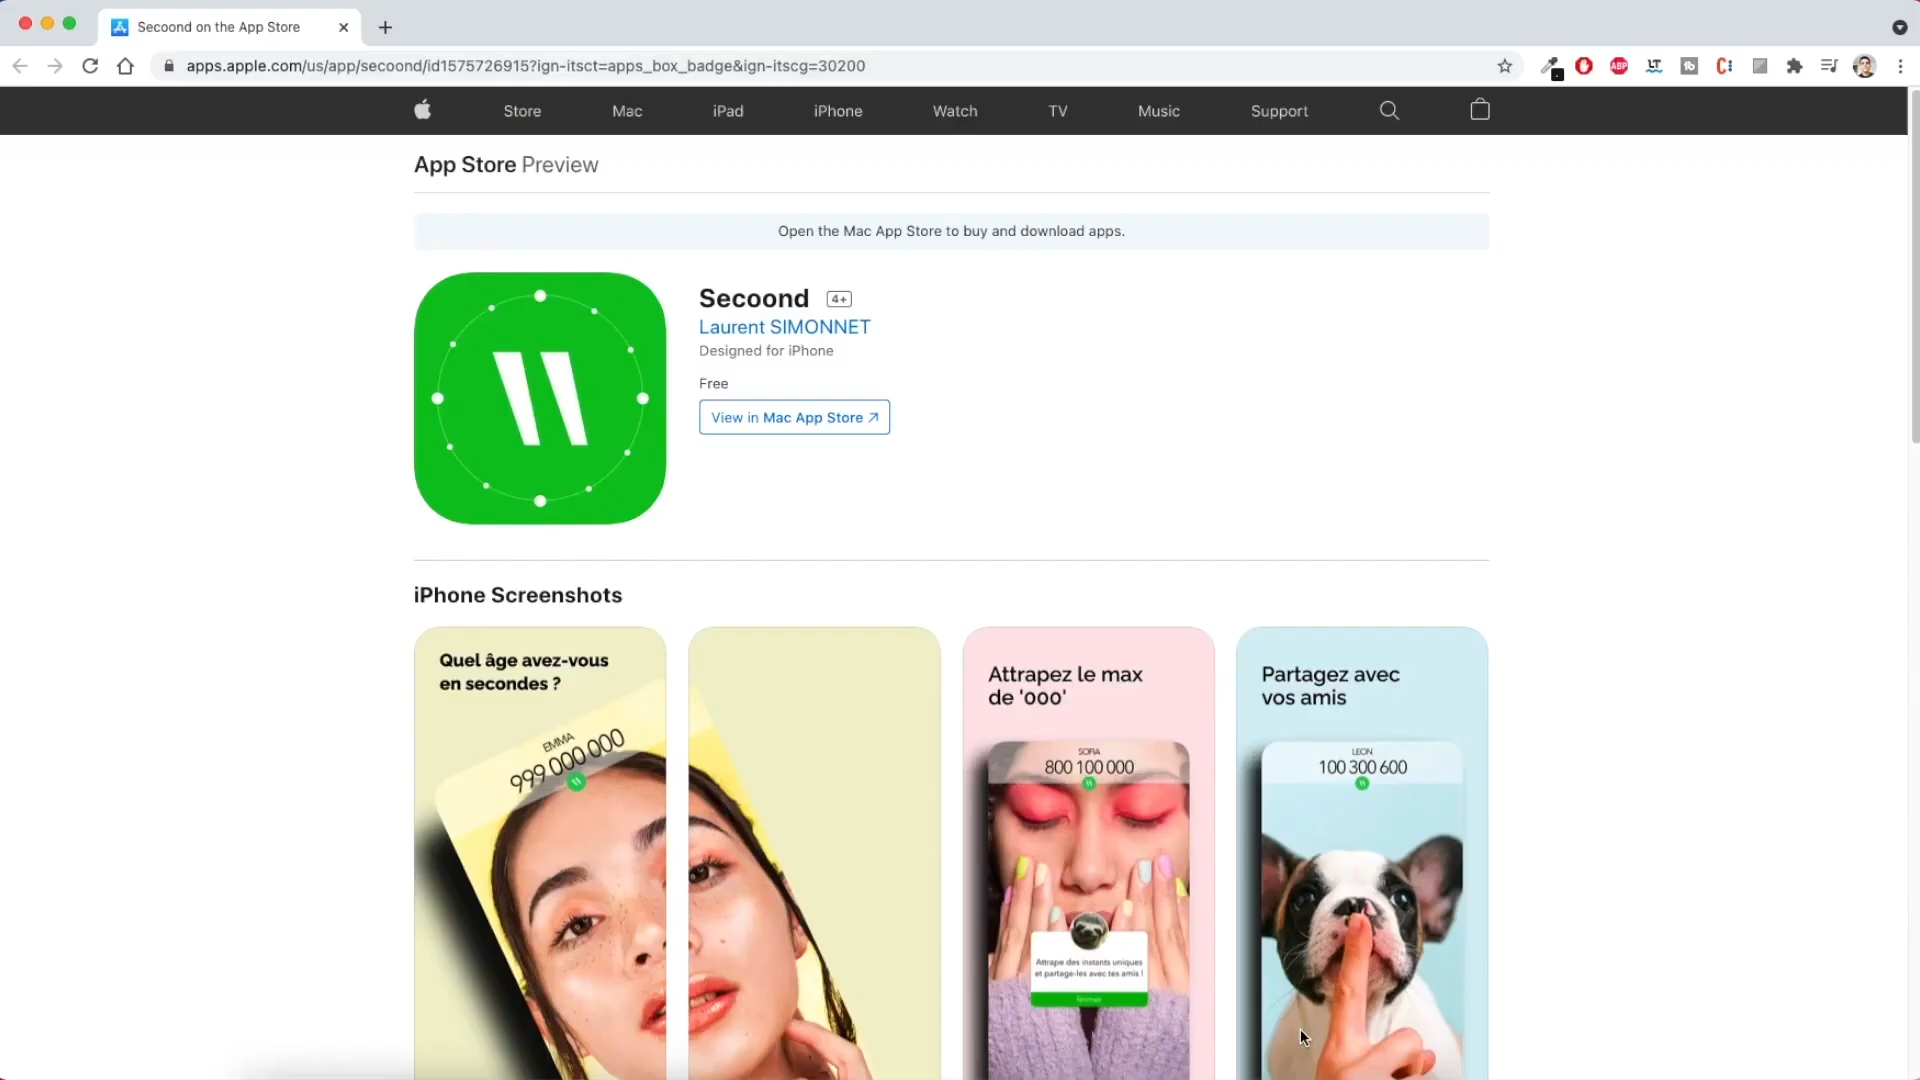 Secoond on the App Store
apps.apple.com/us/app/secoond/id1575726915?ign-itsct=apps_box_badge&ign-itscg=30200
ABP
Store Mac iPad iPhone Watch TV Music Support
App Store Preview
Open the Mac App Store to buy and download apps.
Secoond 4+
Laurent SIMONNET
Designed for iPhone
Free
View in Mac App Store
iPhone Screenshots
Quel âge avez-vous
en secondes ?
EMMA
999 000 000
Attrapez le max
de '000'
SOFIA
800 100 000
Attrape des instants uniques
et partage-les avec tes amis !
fermer
Partagez avec
vos amis
LEON
100 300 600